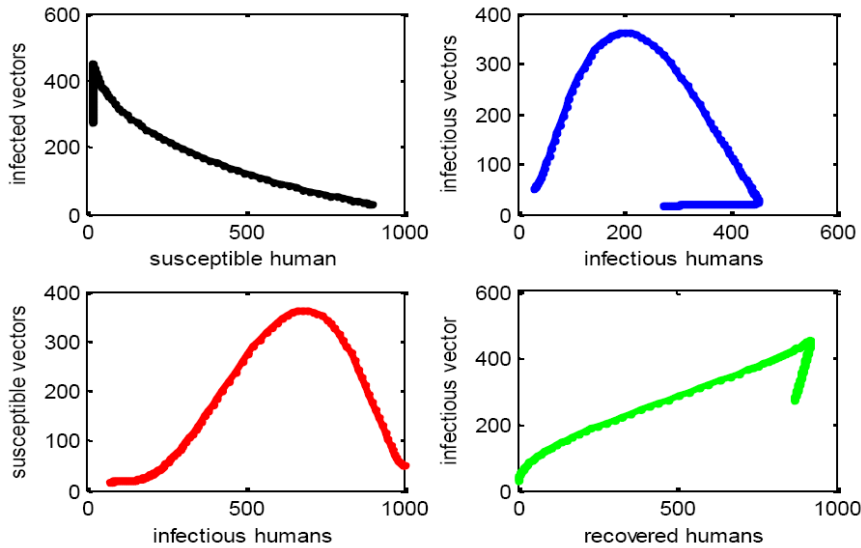 600
400
200
0
infected vectors
0 500 1000
susceptible human
400
300
200
100
0
infectious vectors
0 200 400 600
infectious humans
400
300
200
100
0
susceptible vectors
0 500 1000
infectious humans
600
400
200
0
infectious vector
0 500 1000
recovered humans